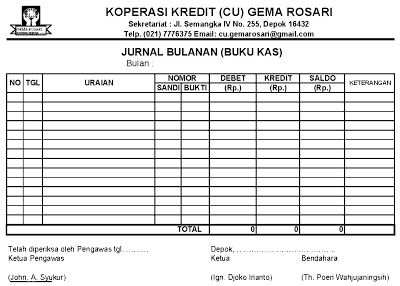 KOPERASI KREDIT (CU) GEMA ROSARI
Sekretariat : Jl. Semangka IV No. 255, Depok 16432
Telp. (021) 7776375 Email: cu.gemarosari@gmail.com
GEMA ROSARI
JURNAL BULANAN (BUKU KAS)
Bulan :
NO TGL URAIAN NOMOR DEBET KREDIT SALDO KETERANGAN
SANDI BUKTI (Rp.) (Rp.) (Rp.)
TOTAL 0 0 0
Telah diperiksa oleh Pengawas tgl. .......... Depok, ..............................
Ketua Pengawas Ketua Bendahara
(John. A. Syukur) (Ign. Djoko Irianto) (Th. Poeri Wahjujaningsih)